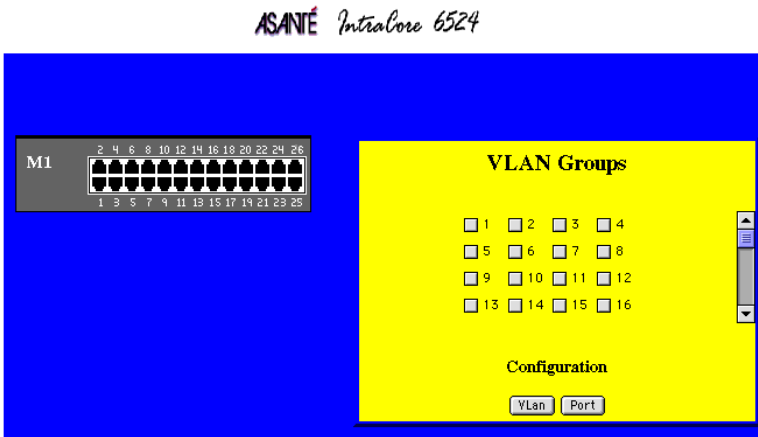 ASANTÉ IntraCore 6524
M1
2 4 6 8 10 12 14 16 18 20 22 24 26
1 3 5 7 9 11 13 15 17 19 21 23 25
VLAN Groups
1 2 3 4
5 6 7 8
9 10 11 12
13 14 15 16
Configuration
VLan Port